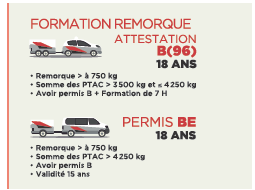 FORMATION REMORQUE
ATTESTATION
B(96)
18 ANS
• Remorque > à 750 kg
• Somme des PTAC > 3 500 kg et ≤ 4 250 kg
• Avoir permis B + Formation de 7 H
PERMIS BE
18 ANS
• Remorque > à 750 kg
• Somme des PTAC > 4 250 kg
• Avoir permis B
• Validité 15 ans